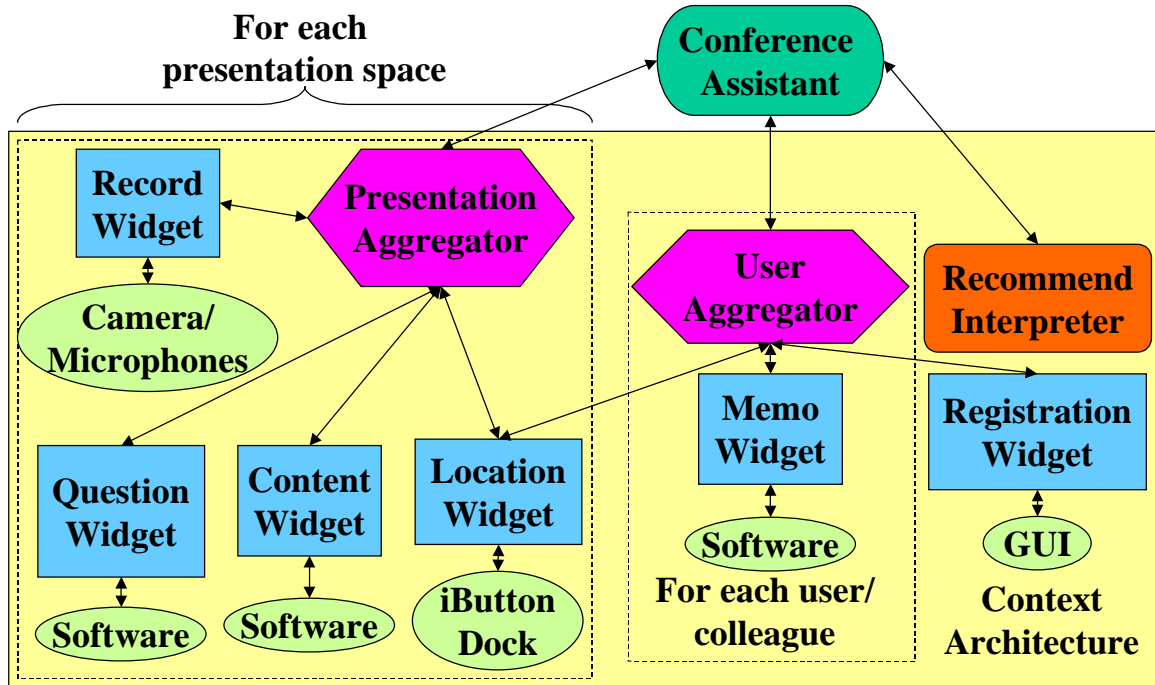 For each
presentation space
Conference
Assistant
Record
Widget
Presentation
Aggregator
User
Aggregator
Recommend
Interpreter
Camera/
Microphones
Memo
Widget
Registration
Widget
Question
Widget
Content
Widget
Location
Widget
Software
GUI
Software
Software
iButton
Dock
For each user/
colleague
Context
Architecture